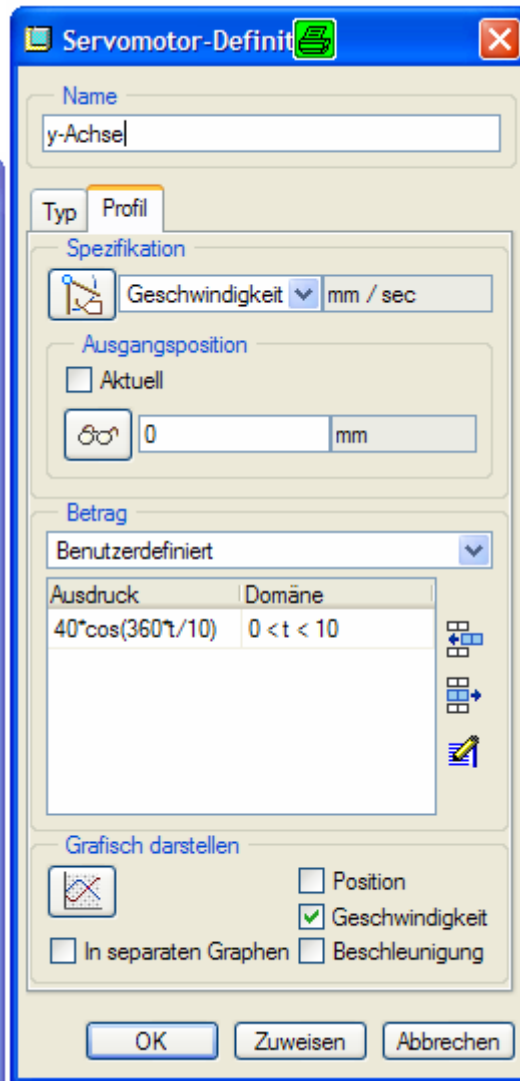 Servomotor-Definit
Name
y-Achse
Typ Profil
Spezifikation
Geschwindigkeit mm / sec
Ausgangsposition
Aktuell
0 mm
Betrag
Benutzerdefiniert
Ausdruck Domäne
40*cos(360*t/10) 0 < t < 10
Grafisch darstellen
Position
Geschwindigkeit
In separaten Graphen Beschleunigung
OK Zuweisen Abbrechen